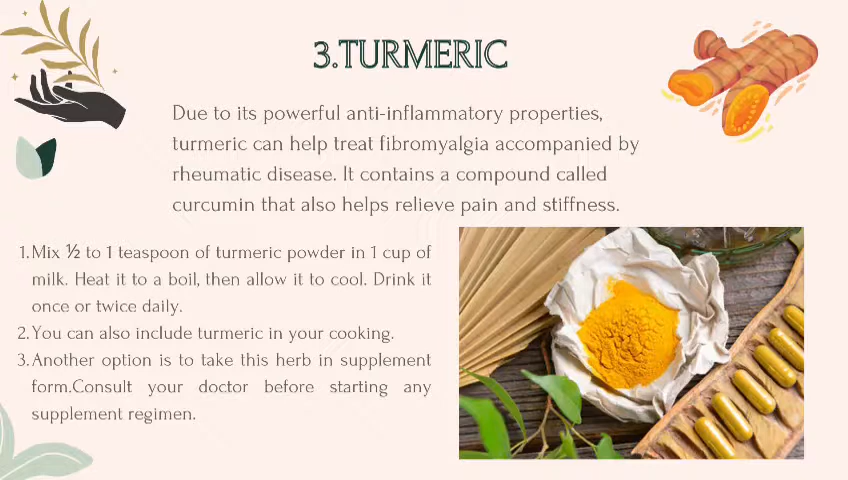 3.TURMERIC
Due to its powerful anti-inflammatory properties,
turmeric can help treat fibromyalgia accompanied by
rheumatic disease. It contains a compound called
curcumin that also helps relieve pain and stiffness.
1.Mix ½ to 1 teaspoon of turmeric powder in 1 cup of
milk. Heat it to a boil, then allow it to cool. Drink it
once or twice daily.
2.You can also include turmeric in your cooking.
3.Another option is to take this herb in supplement
form.Consult your doctor before starting any
supplement regimen.